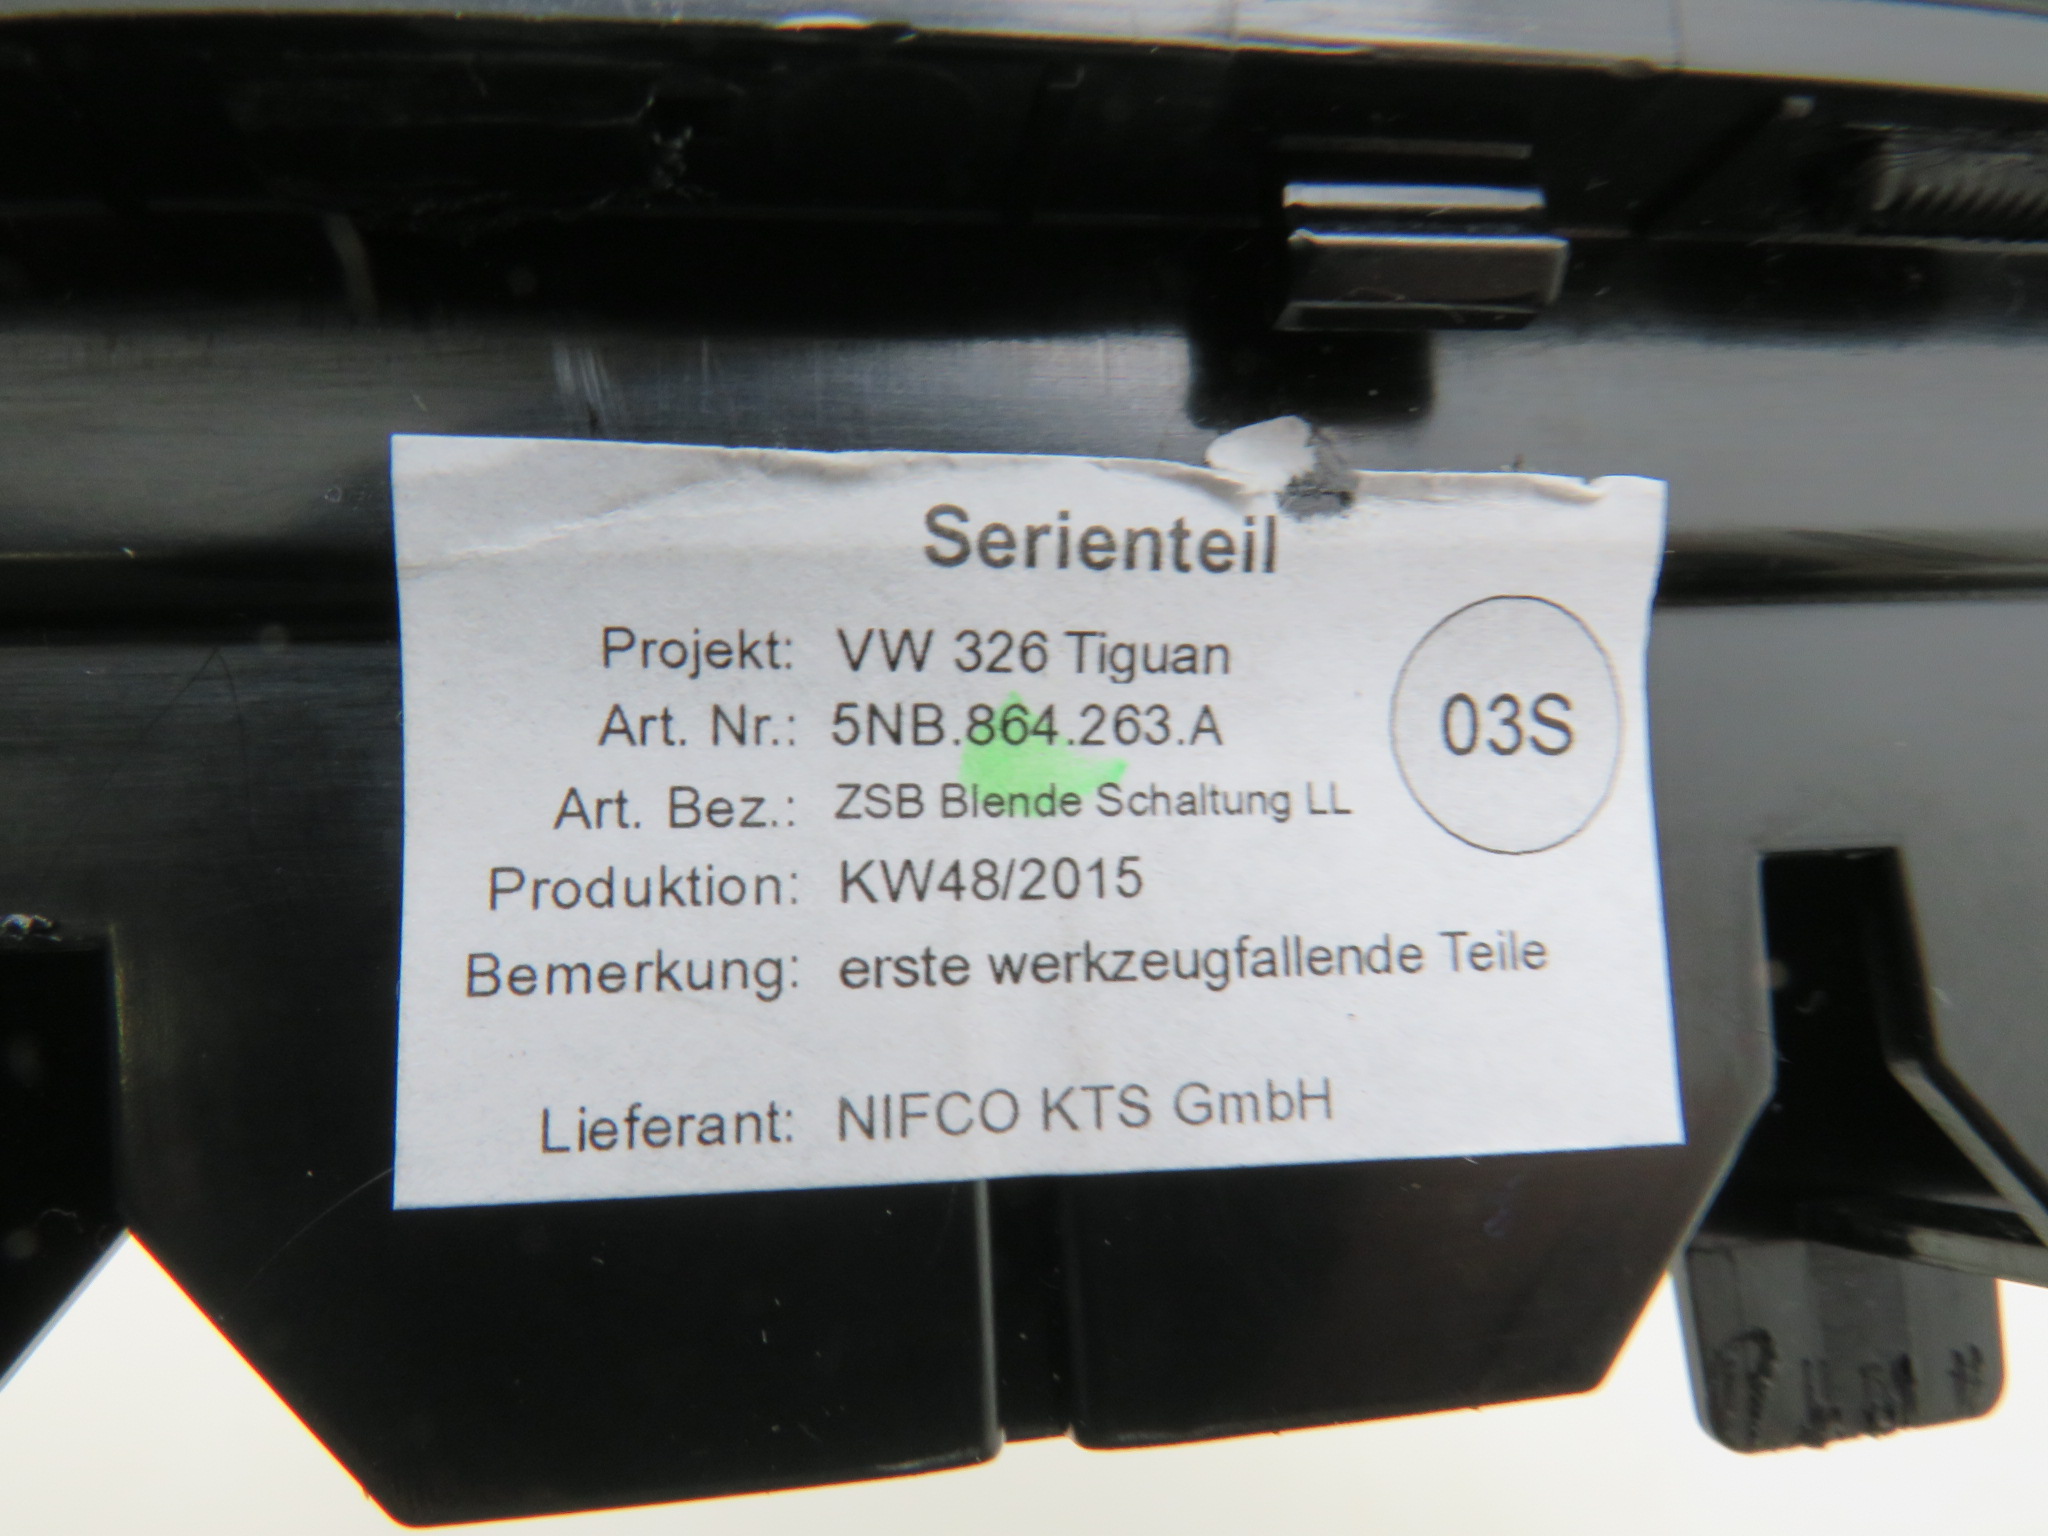 Serienteil
Projekt: VW 326 Tiguan
Art. Nr.: 5NB.864.263.A
03S
Art. Bez.: ZSB Blende Schaltung LL
Produktion: KW48/2015
Bemerkung: erste werkzeugfallende Teile
Lieferant: NIFCO KTS GmbH